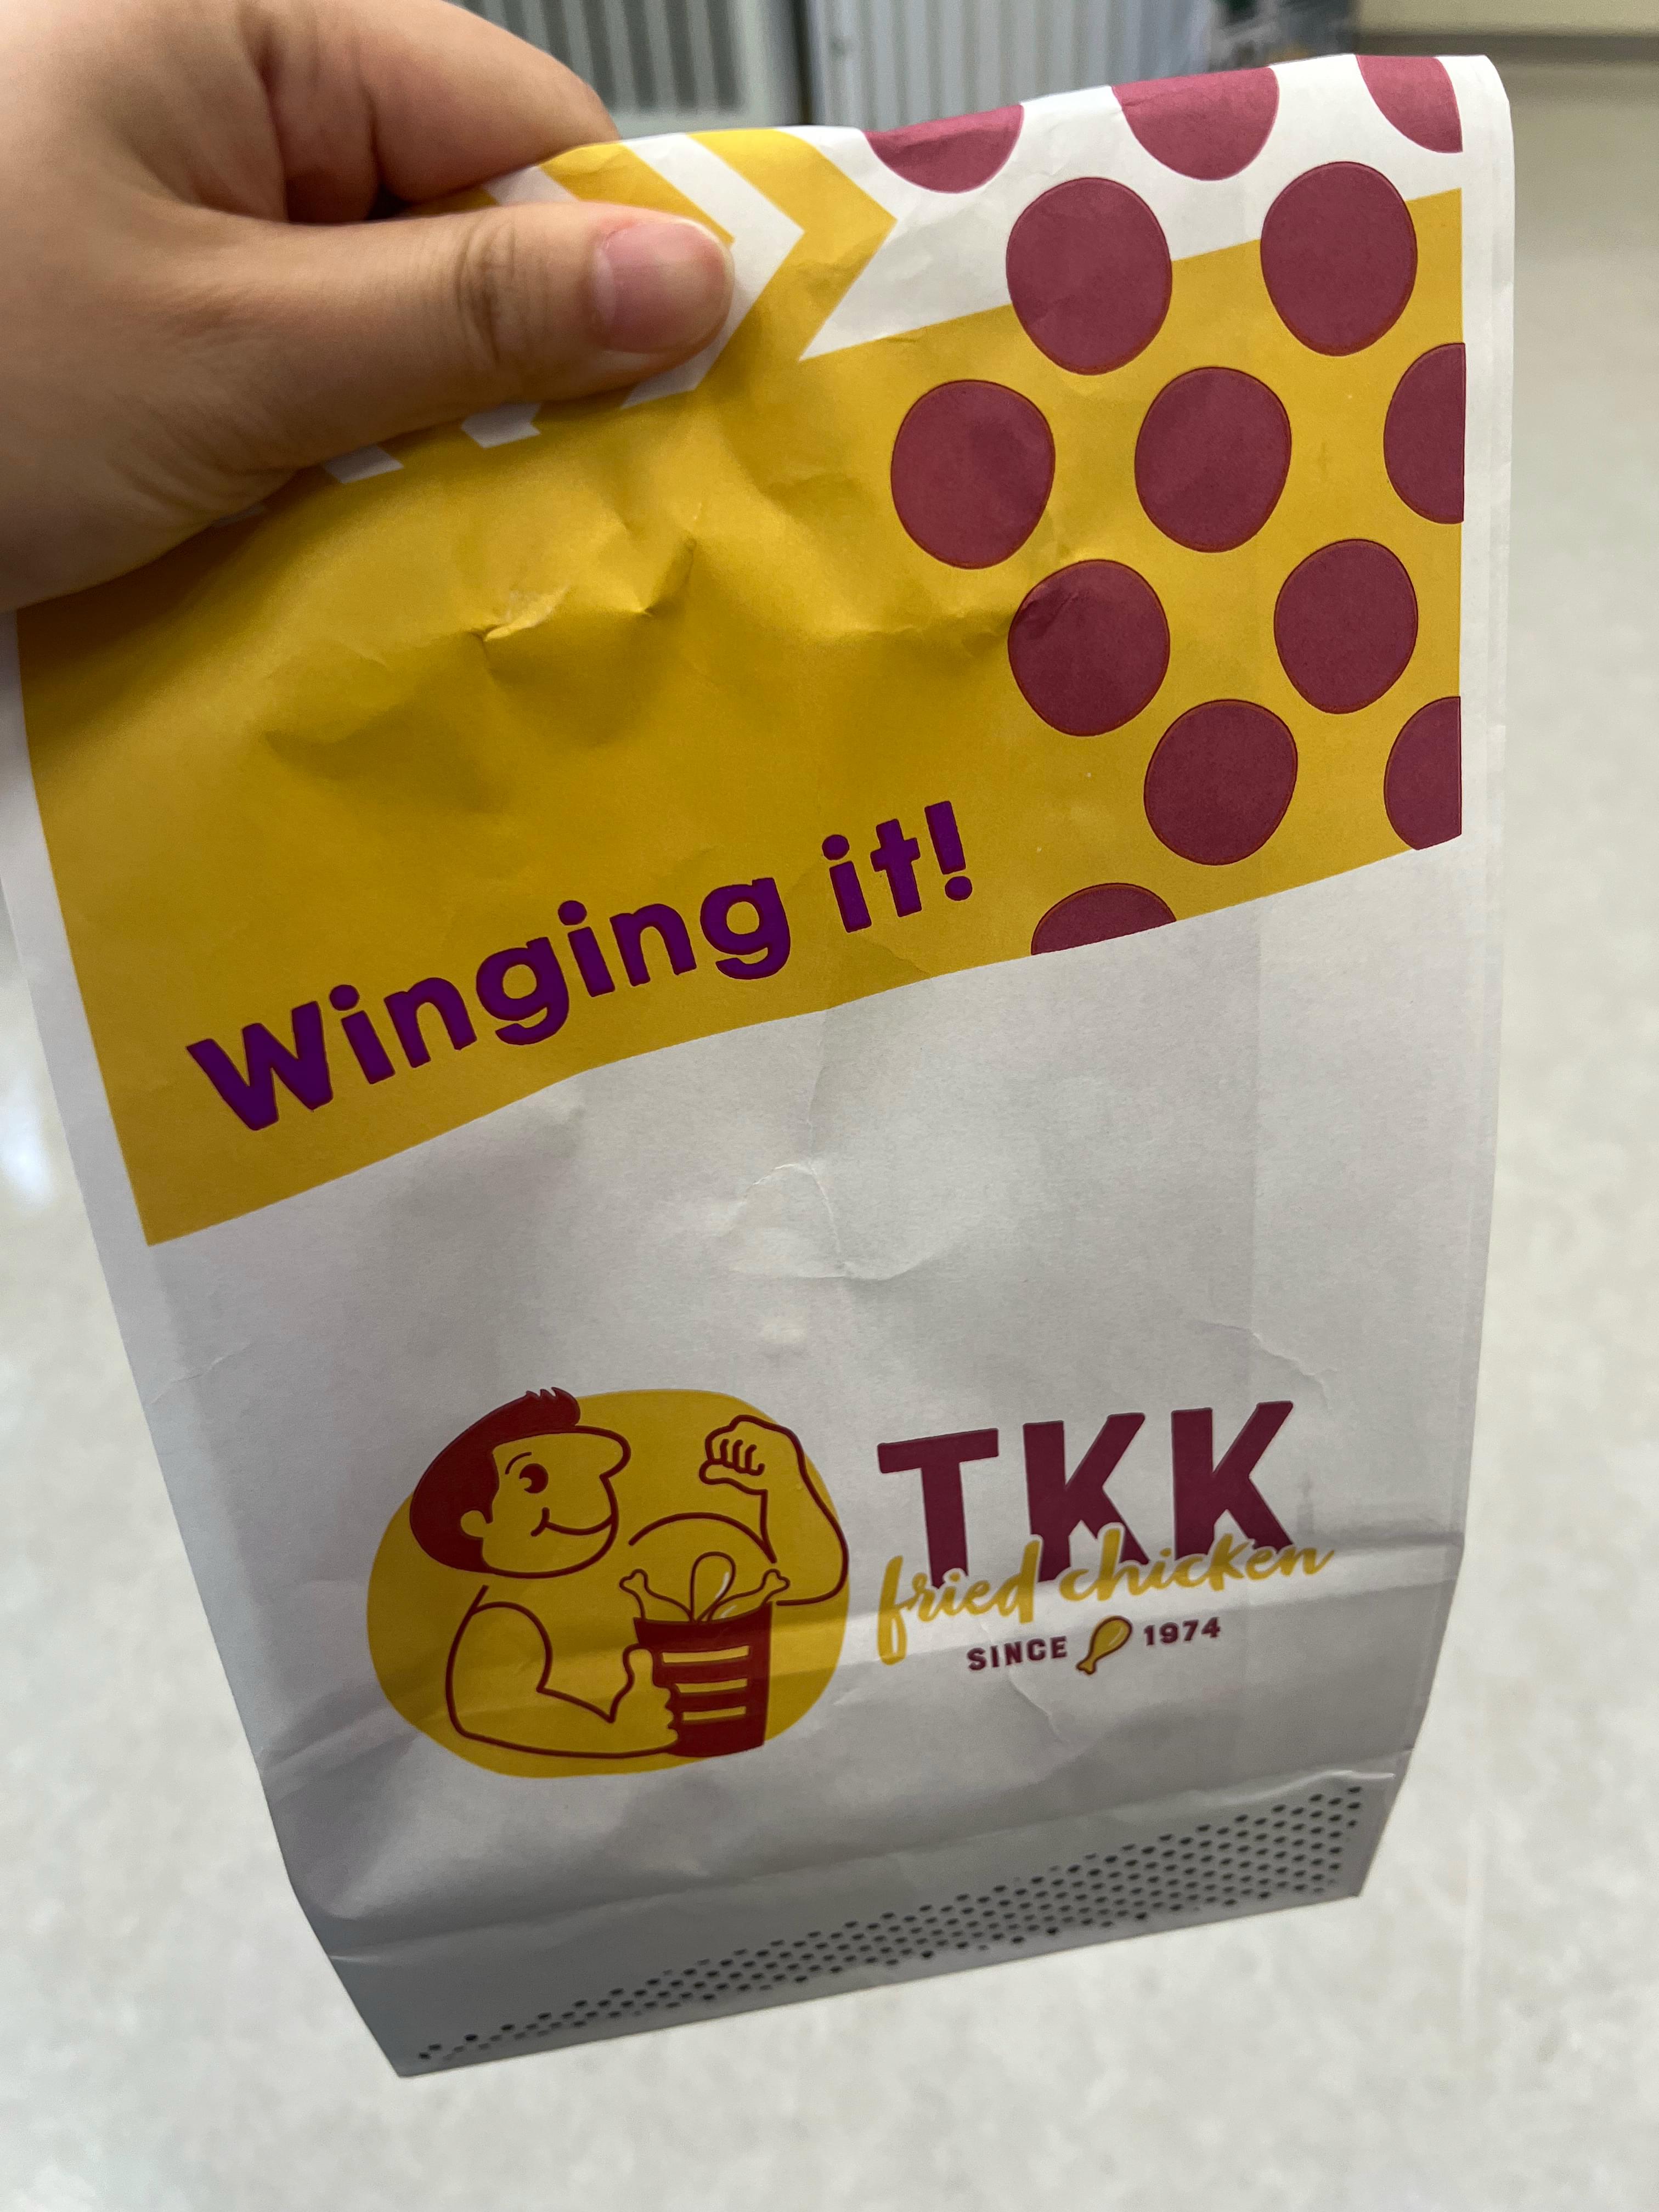 Winging it!
TKK
fried chicken
SINCE 1974